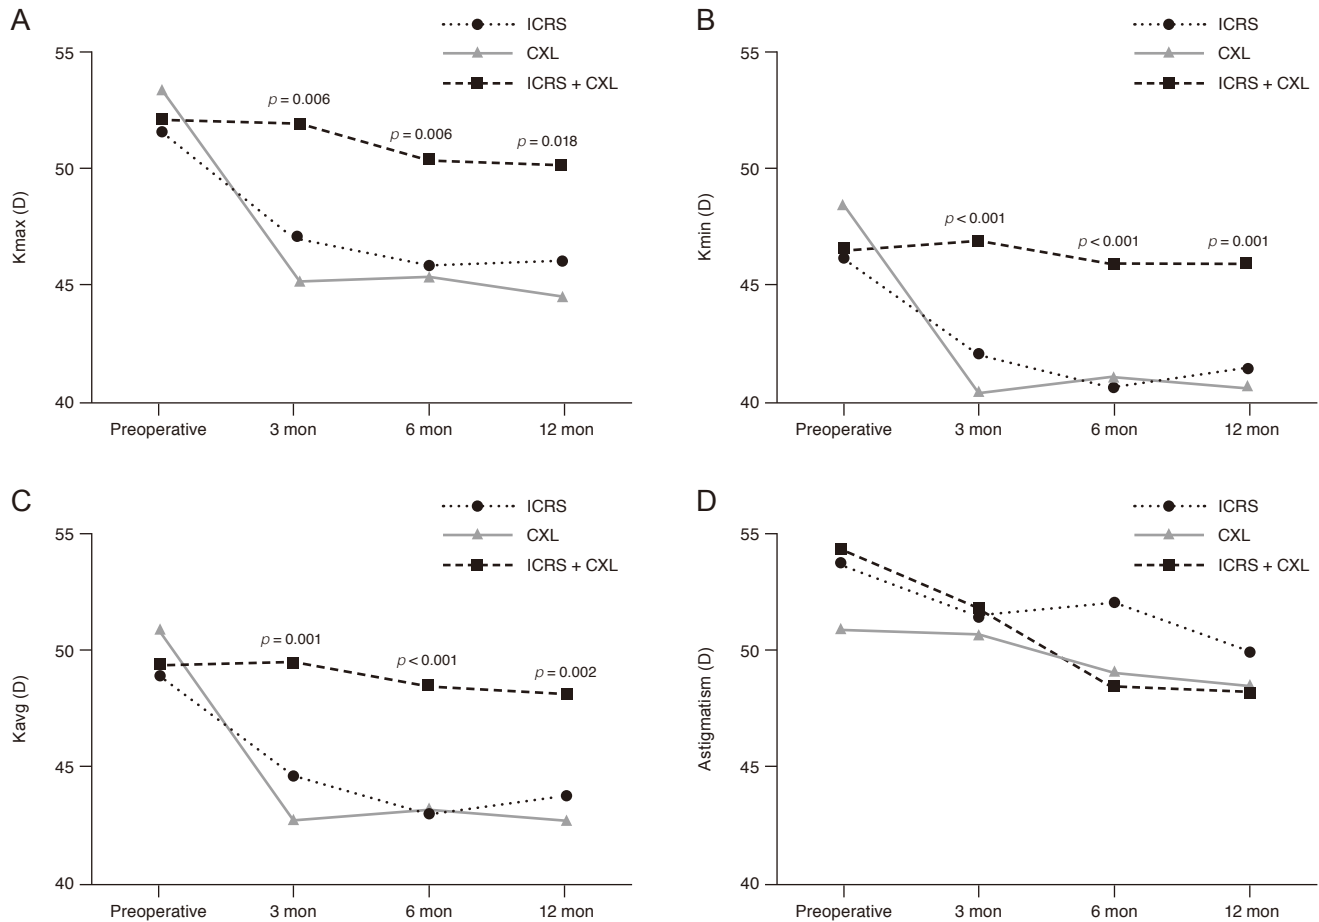 A
ICRS
CXL
ICRS + CXL
55
50
45
40
Kmax (D)
p = 0.006
p = 0.006
p = 0.018
Preoperative 3 mon 6 mon 12 mon
B
ICRS
CXL
ICRS + CXL
55
50
45
40
Kmin (D)
p < 0.001
p < 0.001
p = 0.001
Preoperative 3 mon 6 mon 12 mon
C
ICRS
CXL
ICRS + CXL
55
50
45
40
Kavg (D)
p = 0.001
p < 0.001
p = 0.002
Preoperative 3 mon 6 mon 12 mon
D
ICRS
CXL
ICRS + CXL
55
50
45
40
Astigmatism (D)
Preoperative 3 mon 6 mon 12 mon